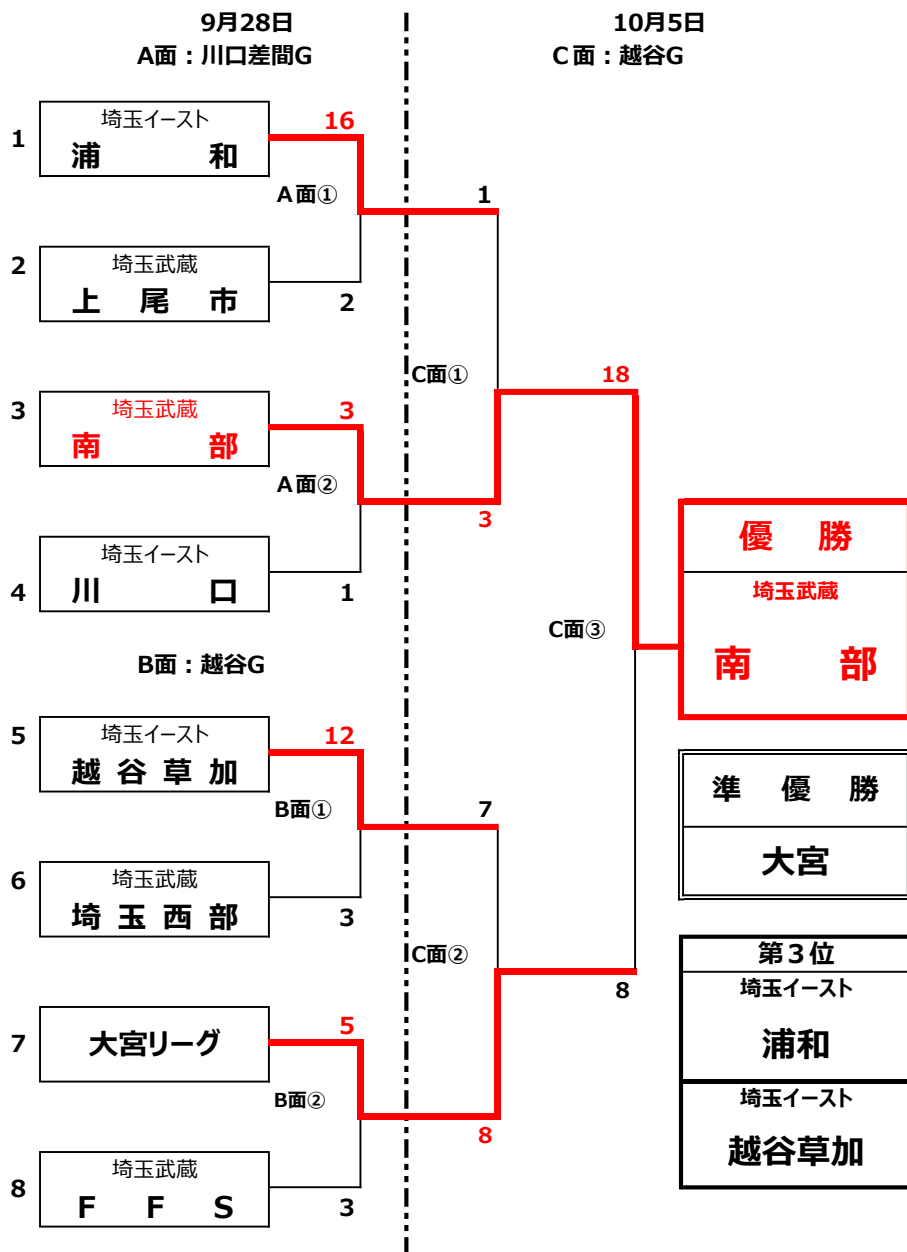 9月28日
A面：川口差間G
10月5日
C面：越谷G
1
埼玉イースト
浦和
16
A面①
1
2
埼玉武蔵
上尾市
2
C面①
18
3
埼玉武蔵
南部
3
A面②
3
4
埼玉イースト
川口
1
優勝
埼玉武蔵
南部
C面③
B面：越谷G
5
埼玉イースト
越谷草加
12
B面①
7
準優勝
大宮
6
埼玉武蔵
埼玉西部
3
C面②
8
第3位
埼玉イースト
浦和
埼玉イースト
越谷草加
7
大宮リーグ
5
B面②
8
8
埼玉武蔵
FFS
3